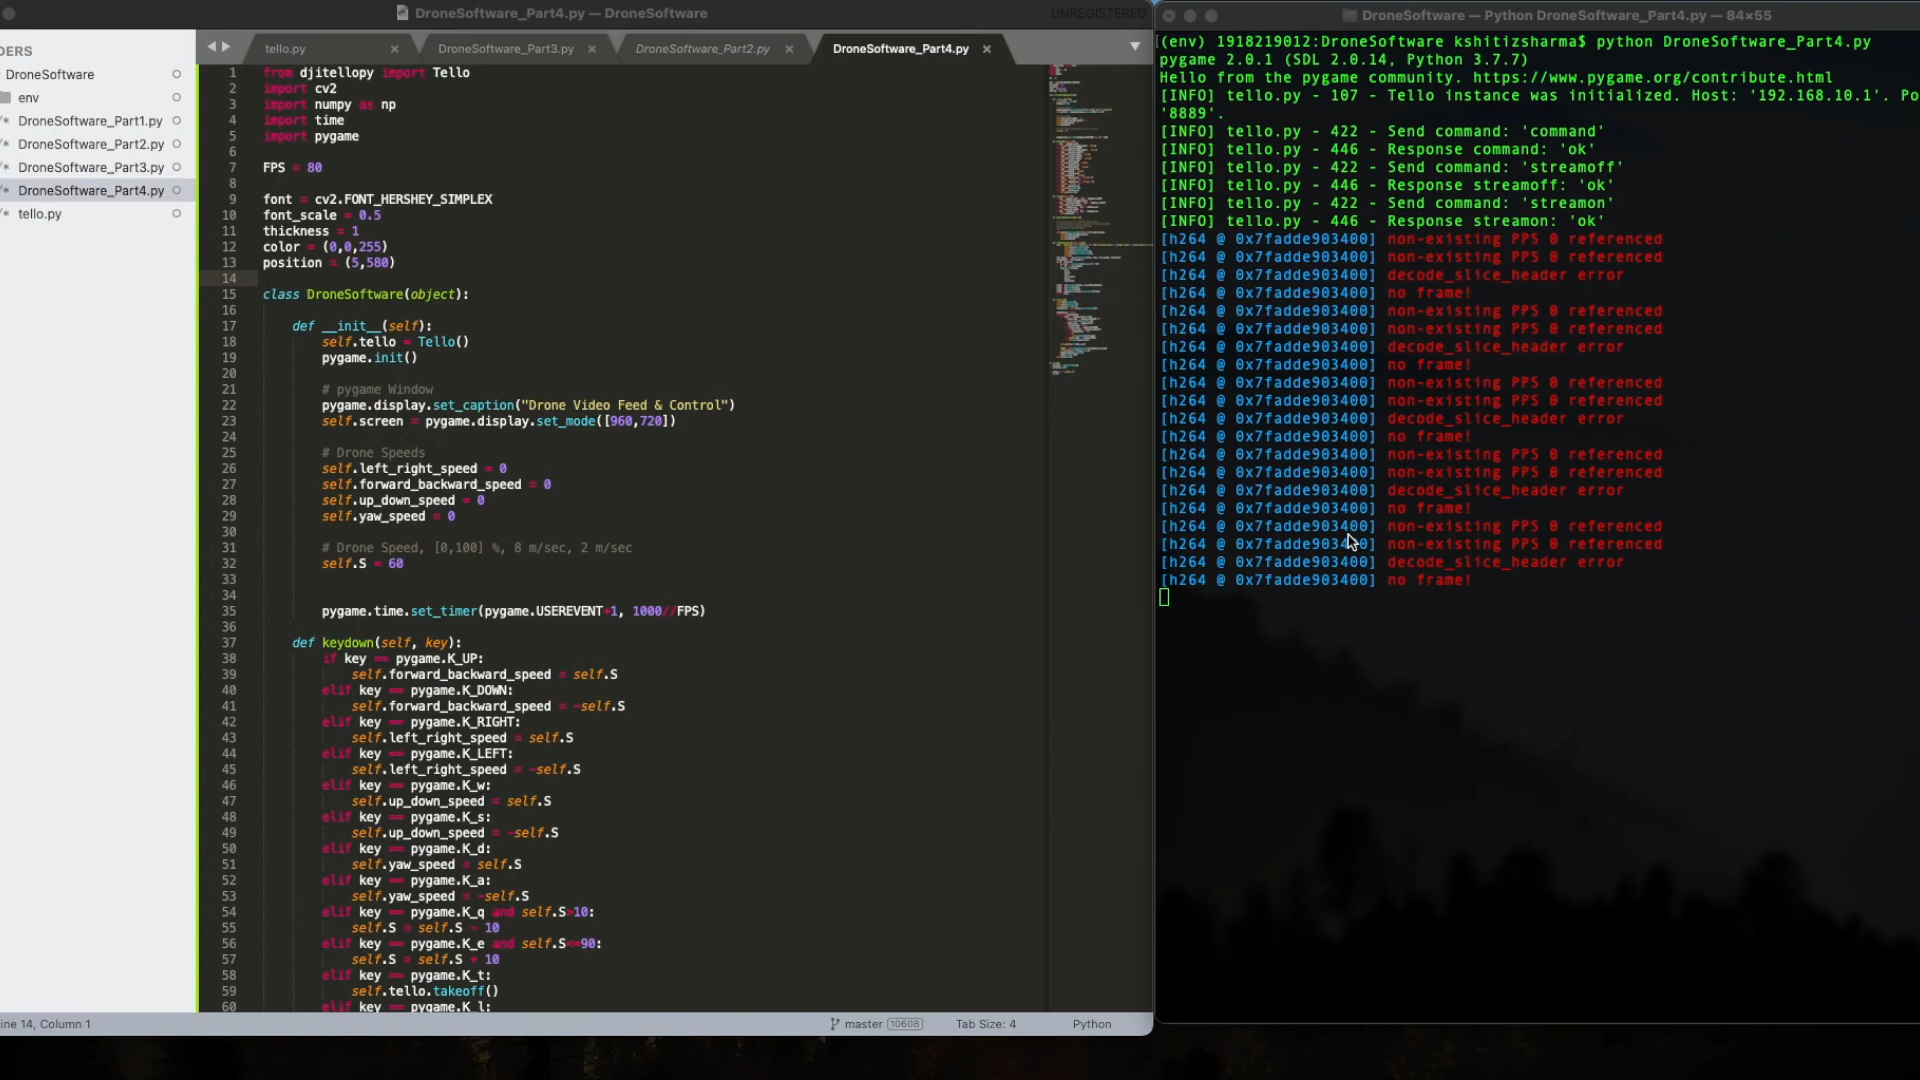 DroneSoftware_Part4.py — DroneSoftware
UNREGISTERED
DERS
DroneSoftware
env
DroneSoftware_Part1.py
DroneSoftware_Part2.py
DroneSoftware_Part3.py
DroneSoftware_Part4.py
tello.py
tello.py
DroneSoftware_Part3.py
DroneSoftware_Part2.py
DroneSoftware_Part4.py
1 from djitellopy import Tello
2 import cv2
3 import numpy as np
4 import time
5 import pygame
6
7 FPS = 80
8
9 font = cv2.FONT_HERSHEY_SIMPLEX
10 font_scale = 0.5
11 thickness = 1
12 color = (0,0,255)
13 position = (5,580)
14
15 class DroneSoftware(object):
16
17 def __init__(self):
18 self.tello = Tello()
19 pygame.init()
20
21 # pygame Window
22 pygame.display.set_caption("Drone Video Feed & Control")
23 self.screen = pygame.display.set_mode([960,720])
24
25 # Drone Speeds
26 self.left_right_speed = 0
27 self.forward_backward_speed = 0
28 self.up_down_speed = 0
29 self.yaw_speed = 0
30
31 # Drone Speed, [0,100] %, 8 m/sec, 2 m/sec
32 self.S = 60
33
34
35 pygame.time.set_timer(pygame.USEREVENT+1, 1000//FPS)
36
37 def keydown(self, key):
38 if key == pygame.K_UP:
39 self.forward_backward_speed = self.S
40 elif key == pygame.K_DOWN:
41 self.forward_backward_speed = -self.S
42 elif key == pygame.K_RIGHT:
43 self.left_right_speed = self.S
44 elif key == pygame.K_LEFT:
45 self.left_right_speed = -self.S
46 elif key == pygame.K_w:
47 self.up_down_speed = self.S
48 elif key == pygame.K_s:
49 self.up_down_speed = -self.S
50 elif key == pygame.K_d:
51 self.yaw_speed = self.S
52 elif key == pygame.K_a:
53 self.yaw_speed = -self.S
54 elif key == pygame.K_q and self.S>10:
55 self.S = self.S - 10
56 elif key == pygame.K_e and self.S<=90:
57 self.S = self.S + 10
58 elif key == pygame.K_t:
59 self.tello.takeoff()
60 elif key == pygame.K_l:
ine 14, Column 1
master 10608
Tab Size: 4
Python
DroneSoftware — Python DroneSoftware_Part4.py — 84×55
(env) 1918219012:DroneSoftware kshitizsharma$ python DroneSoftware_Part4.py
pygame 2.0.1 (SDL 2.0.14, Python 3.7.7)
Hello from the pygame community. https://www.pygame.org/contribute.html
[INFO] tello.py - 107 - Tello instance was initialized. Host: '192.168.10.1'. Po
'8889'.
[INFO] tello.py - 422 - Send command: 'command'
[INFO] tello.py - 446 - Response command: 'ok'
[INFO] tello.py - 422 - Send command: 'streamoff'
[INFO] tello.py - 446 - Response streamoff: 'ok'
[INFO] tello.py - 422 - Send command: 'streamon'
[INFO] tello.py - 446 - Response streamon: 'ok'
[h264 @ 0x7fadde903400] non-existing PPS 0 referenced
[h264 @ 0x7fadde903400] non-existing PPS 0 referenced
[h264 @ 0x7fadde903400] decode_slice_header error
[h264 @ 0x7fadde903400] no frame!
[h264 @ 0x7fadde903400] non-existing PPS 0 referenced
[h264 @ 0x7fadde903400] non-existing PPS 0 referenced
[h264 @ 0x7fadde903400] decode_slice_header error
[h264 @ 0x7fadde903400] no frame!
[h264 @ 0x7fadde903400] non-existing PPS 0 referenced
[h264 @ 0x7fadde903400] non-existing PPS 0 referenced
[h264 @ 0x7fadde903400] decode_slice_header error
[h264 @ 0x7fadde903400] no frame!
[h264 @ 0x7fadde903400] non-existing PPS 0 referenced
[h264 @ 0x7fadde903400] non-existing PPS 0 referenced
[h264 @ 0x7fadde903400] decode_slice_header error
[h264 @ 0x7fadde903400] no frame!
[h264 @ 0x7fadde903400] non-existing PPS 0 referenced
[h264 @ 0x7fadde903400] non-existing PPS 0 referenced
[h264 @ 0x7fadde903400] decode_slice_header error
[h264 @ 0x7fadde903400] no frame!